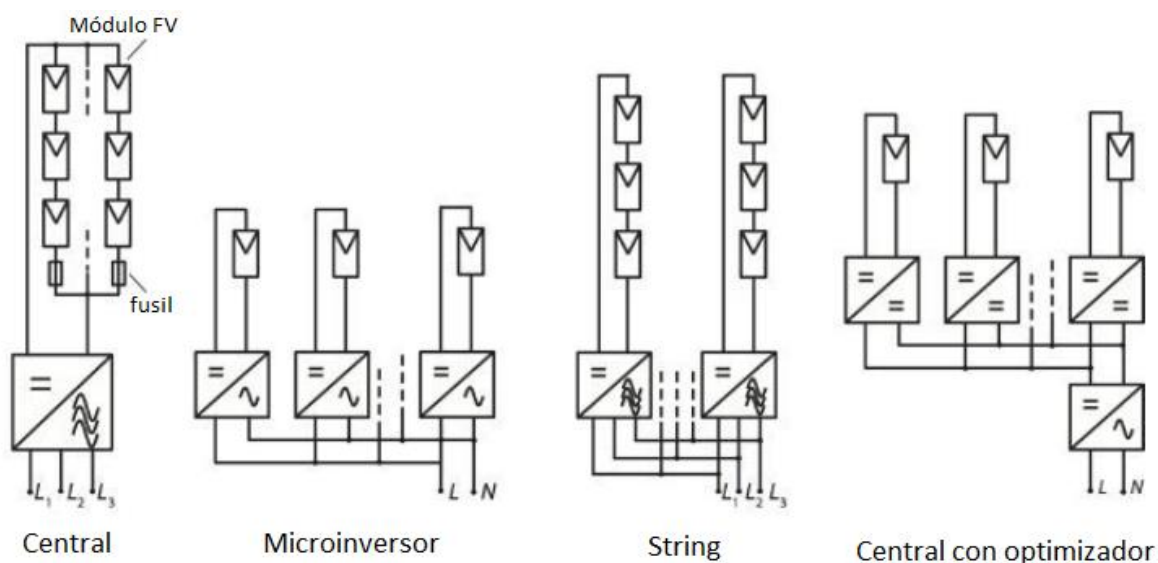 Módulo FV
fusil
L₁ L₂ L₃
Central
L N
Microinversor
L₁ L₂ L₃
String
L N
Central con optimizador